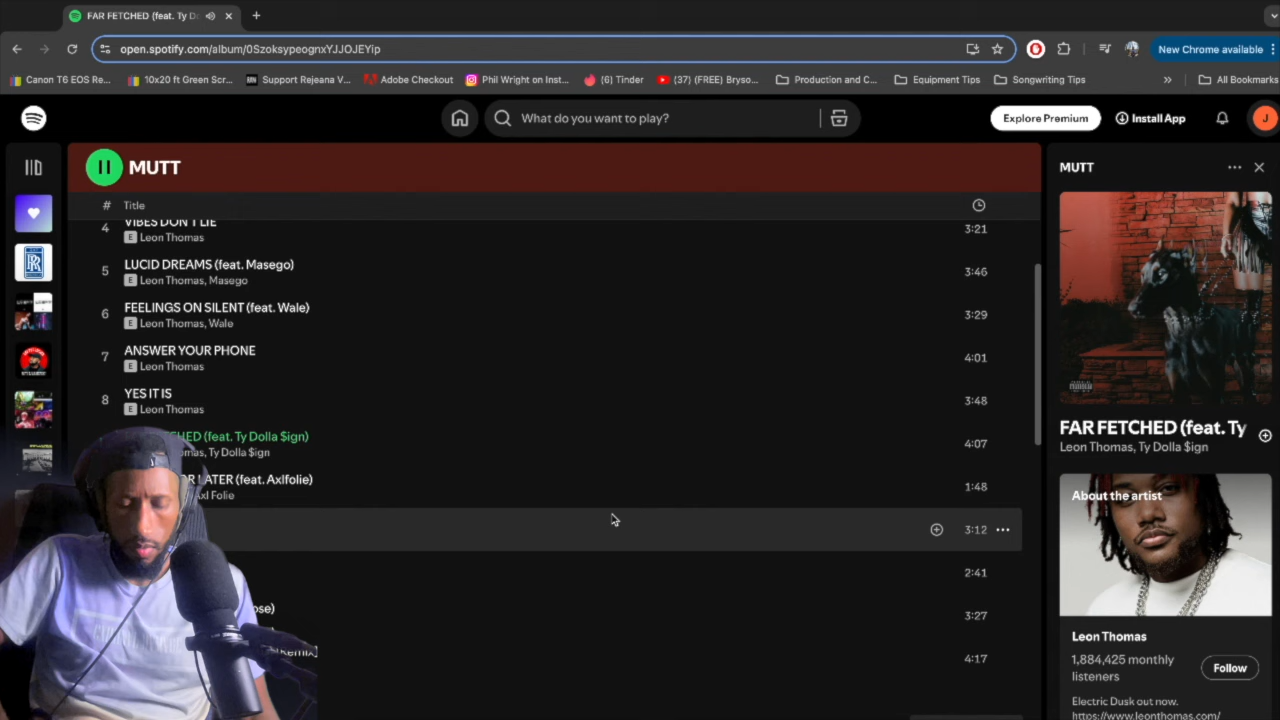 FAR FETCHED (feat. Ty D
open.spotify.com/album/0SzoksypeognxYJJOJEYip
New Chrome available
Canon T6 EOS Re...
10x20 ft Green Scr...
Support Rejeana V...
Adobe Checkout
Phil Wright on Inst...
(6) Tinder
(37) (FREE) Bryso...
Production and C...
Equipment Tips
Songwriting Tips
»
All Bookmarks
What do you want to play?
Explore Premium
Install App
J
MUTT
# Title
4 VIBES DON'T LIE 3:21
E Leon Thomas
5 LUCID DREAMS (feat. Masego) 3:46
E Leon Thomas, Masego
6 FEELINGS ON SILENT (feat. Wale) 3:29
E Leon Thomas, Wale
7 ANSWER YOUR PHONE 4:01
E Leon Thomas
8 YES IT IS 3:48
E Leon Thomas
CHED (feat. Ty Dolla $ign) 4:07
mas, Ty Dolla $ign
R LATER (feat. Axlfolie) 1:48
Axl Folie
3:12
2:41
ose) 3:27
Remix] 4:17
MUTT
FAR FETCHED (feat. Ty
Leon Thomas, Ty Dolla $ign
About the artist
Leon Thomas
1,884,425 monthly
listeners
Follow
Electric Dusk out now.
https://www.leonthomas.com/